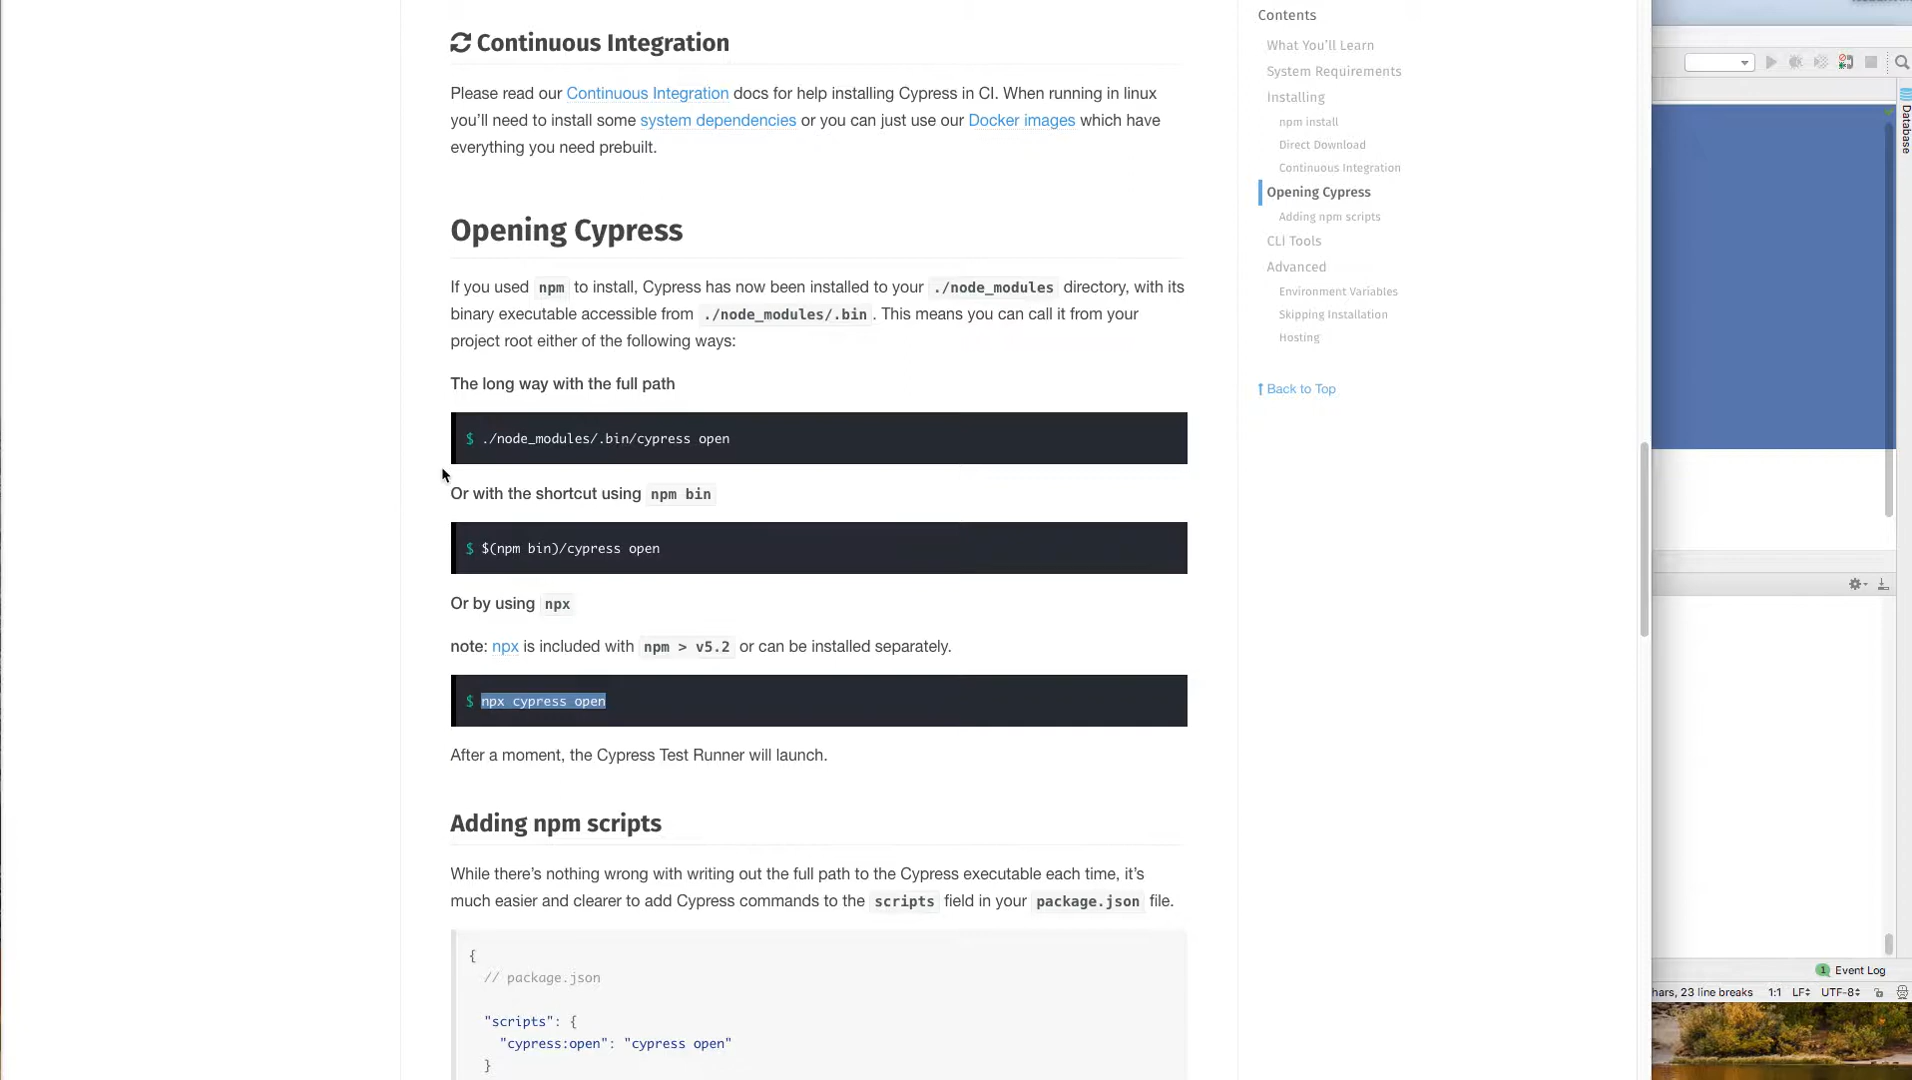 Continuous Integration
Please read our Continuous Integration docs for help installing Cypress in CI. When running in linux
you’ll need to install some system dependencies or you can just use our Docker images which have
everything you need prebuilt.
Opening Cypress
If you used npm to install, Cypress has now been installed to your ./node_modules directory, with its
binary executable accessible from ./node_modules/.bin. This means you can call it from your
project root either of the following ways:
The long way with the full path
$ ./node_modules/.bin/cypress open
Or with the shortcut using npm bin
$ $(npm bin)/cypress open
Or by using npx
note: npx is included with npm > v5.2 or can be installed separately.
$ npx cypress open
After a moment, the Cypress Test Runner will launch.
Adding npm scripts
While there’s nothing wrong with writing out the full path to the Cypress executable each time, it’s
much easier and clearer to add Cypress commands to the scripts field in your package.json file.
{
// package.json
"scripts": {
"cypress:open": "cypress open"
}
Contents
What You’ll Learn
System Requirements
Installing
npm install
Direct Download
Continuous Integration
Opening Cypress
Adding npm scripts
CLI Tools
Advanced
Environment Variables
Skipping Installation
Hosting
Back to Top
Database
1 Event Log
hars, 23 line breaks 1:1 LF UTF-8